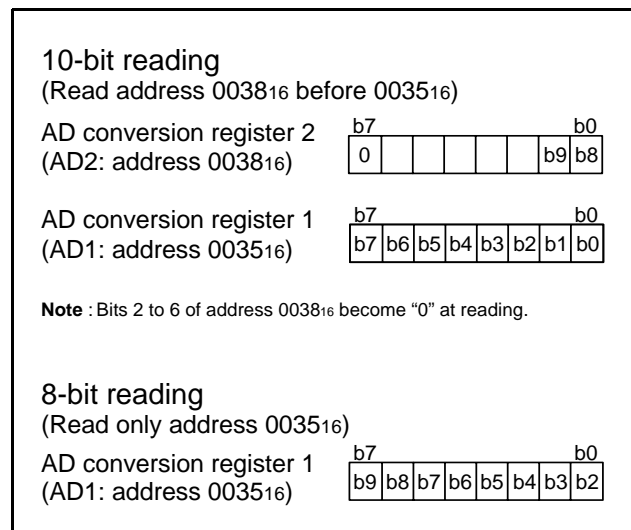 10-bit reading
(Read address 003816 before 003516)
AD conversion register 2
(AD2: address 003816)
b7 b0
0 b9 b8
AD conversion register 1
(AD1: address 003516)
b7 b0
b7 b6 b5 b4 b3 b2 b1 b0
Note : Bits 2 to 6 of address 003816 become “0” at reading.
8-bit reading
(Read only address 003516)
AD conversion register 1
(AD1: address 003516)
b7 b0
b9 b8 b7 b6 b5 b4 b3 b2